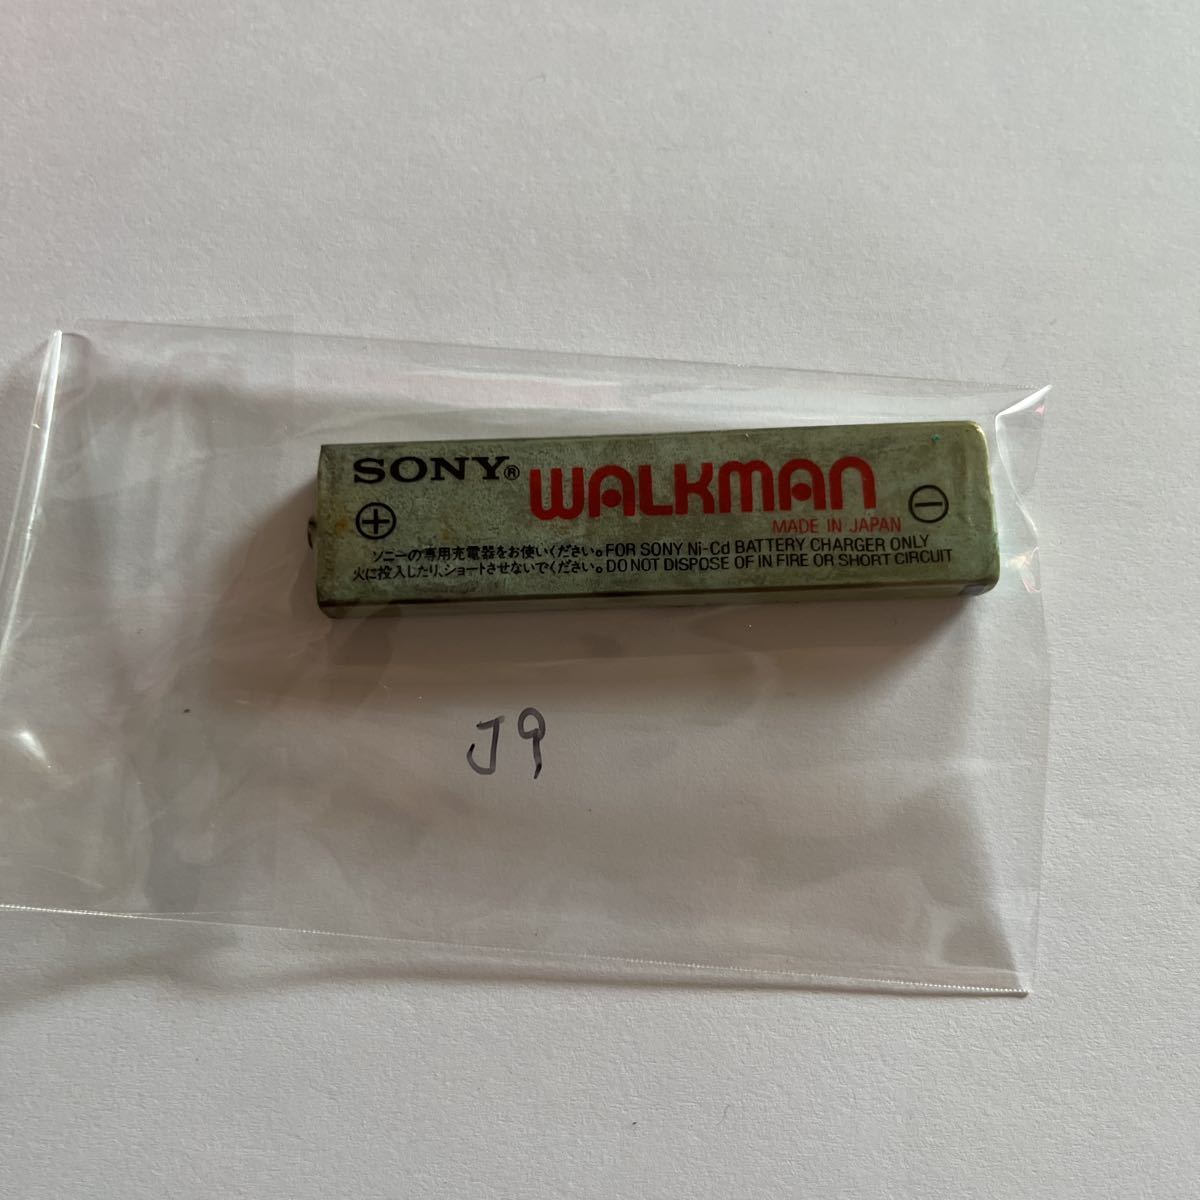 SONY® WALKMAN
⊕ ⊖
MADE IN JAPAN
ソニーの専用充電器をお使いください。FOR SONY Ni-Cd BATTERY CHARGER ONLY
火に投入したり、ショートさせないでください。DO NOT DISPOSE OF IN FIRE OR SHORT CIRCUIT
J9